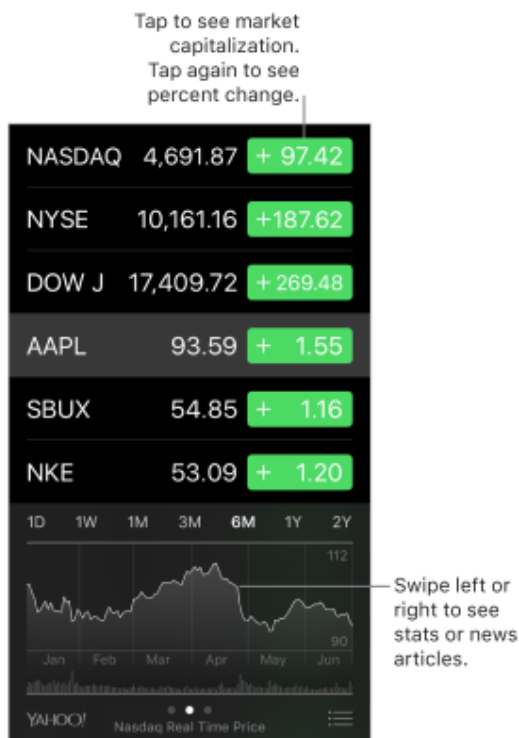 Tap to see market
capitalization.
Tap again to see
percent change.
NASDAQ 4,691.87 + 97.42
NYSE 10,161.16 +187.62
DOW J 17,409.72 + 269.48
AAPL 93.59 + 1.55
SBUX 54.85 + 1.16
NKE 53.09 + 1.20
1D 1W 1M 3M 6M 1Y 2Y
112
Swipe left or
right to see
stats or news
articles.
90
Jan Feb Mar Apr May Jun
YAHOO!
Nasdaq Real Time Price